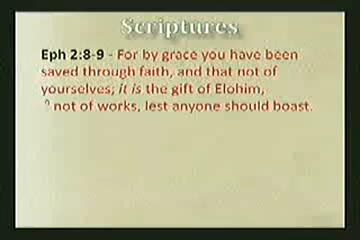 Scriptures
Eph 2:8-9 - For by grace you have been
saved through faith, and that not of
yourselves; it is the gift of Elohim,
9 not of works, lest anyone should boast.